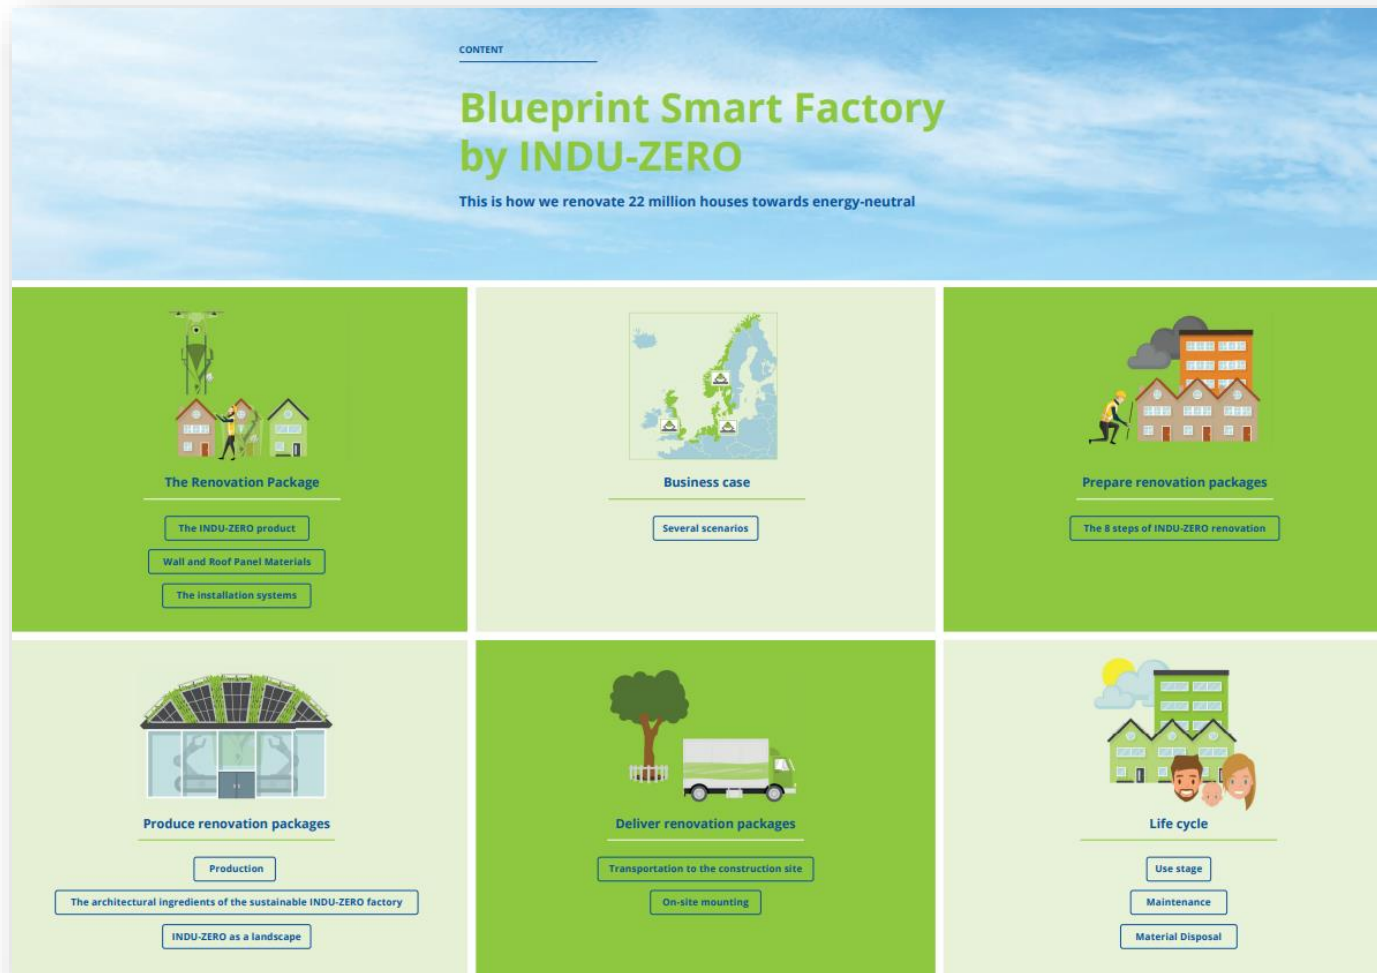 CONTENT
Blueprint Smart Factory
by INDU-ZERO
This is how we renovate 22 million houses towards energy-neutral
The Renovation Package
The INDU-ZERO product
Wall and Roof Panel Materials
The installation systems
Business case
Several scenarios
Prepare renovation packages
The 8 steps of INDU-ZERO renovation
Produce renovation packages
Production
The architectural ingredients of the sustainable INDU-ZERO factory
INDU-ZERO as a landscape
Deliver renovation packages
Transportation to the construction site
On-site mounting
Life cycle
Use stage
Maintenance
Material Disposal